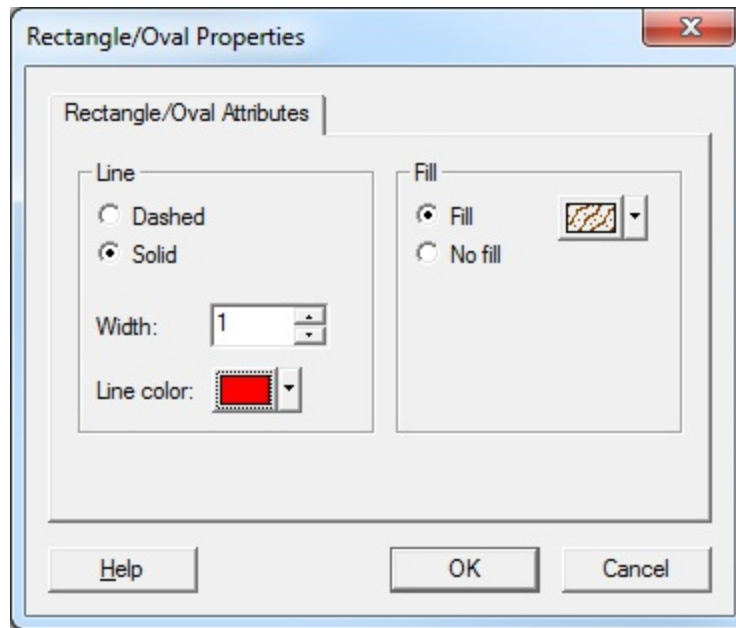 Rectangle/Oval Properties
Rectangle/Oval Attributes
Line
Dashed
Solid
Width: 1
Line color:
Fill
Fill
No fill
Help
OK
Cancel